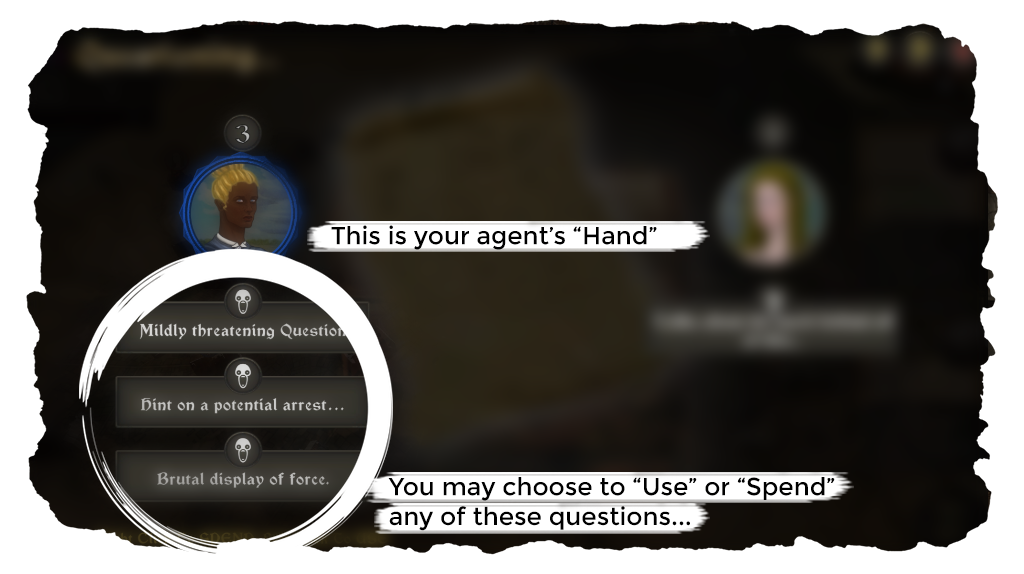 3
This is your agent’s “Hand”
Mildly threatening Question
Hint on a potential arrest...
Brutal display of force.
You may choose to “Use” or “Spend”
any of these questions...